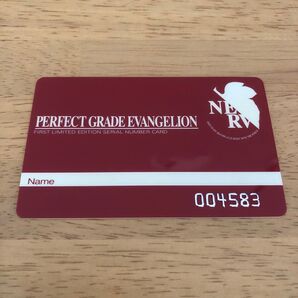 PERFECT GRADE EVANGELION
FIRST LIMITED EDITION SERIAL NUMBER CARD
NERV
Name
004583